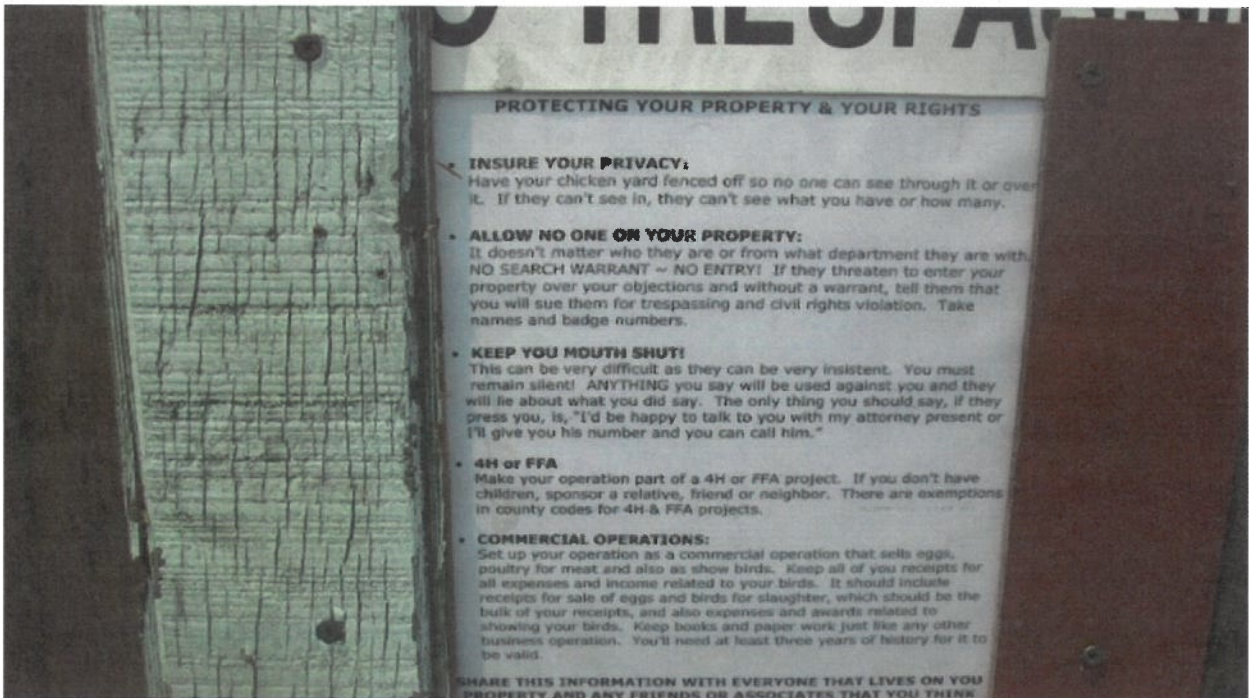 O TRESPASSI
PROTECTING YOUR PROPERTY & YOUR RIGHTS
• INSURE YOUR PRIVACY:
Have your chicken yard fenced off so no one can see through it or over
it. If they can't see in, they can't see what you have or how many.
• ALLOW NO ONE ON YOUR PROPERTY:
It doesn't matter who they are or from what department they are with.
NO SEARCH WARRANT ~ NO ENTRY! If they threaten to enter your
property over your objections and without a warrant, tell them that
you will sue them for trespassing and civil rights violation. Take
names and badge numbers.
• KEEP YOU MOUTH SHUT!
This can be very difficult as they can be very insistent. You must
remain silent! ANYTHING you say will be used against you and they
will lie about what you did say. The only thing you should say, if they
press you, is, "I'd be happy to talk to you with my attorney present or
I'll give you his number and you can call him."
• 4H or FFA
Make your operation part of a 4H or FFA project. If you don't have
children, sponsor a relative, friend or neighbor. There are exemptions
in county codes for 4H & FFA projects.
• COMMERCIAL OPERATIONS:
Set up your operation as a commercial operation that sells eggs,
poultry for meat and also as show birds. Keep all of you receipts for
all expenses and income related to your birds. It should include
receipts for sale of eggs and birds for slaughter, which should be the
bulk of your receipts, and also expenses and awards related to
showing your birds. Keep books and paper work just like any other
business operation. You'll need at least three years of history for it to
be valid.
SHARE THIS INFORMATION WITH EVERYONE THAT LIVES ON YOU
PROPERTY AND ANY FRIENDS OR ASSOCIATES THAT YOU THINK